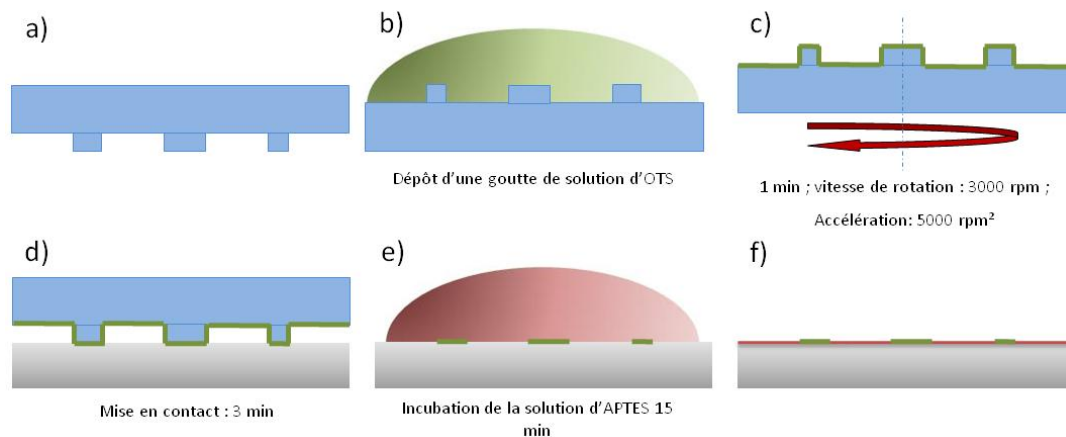 a)
b)
c)
Dépôt d'une goutte de solution d'OTS
1 min ; vitesse de rotation : 3000 rpm ;
Accélération: 5000 rpm²
d)
e)
f)
Mise en contact : 3 min
Incubation de la solution d'APTES 15
min